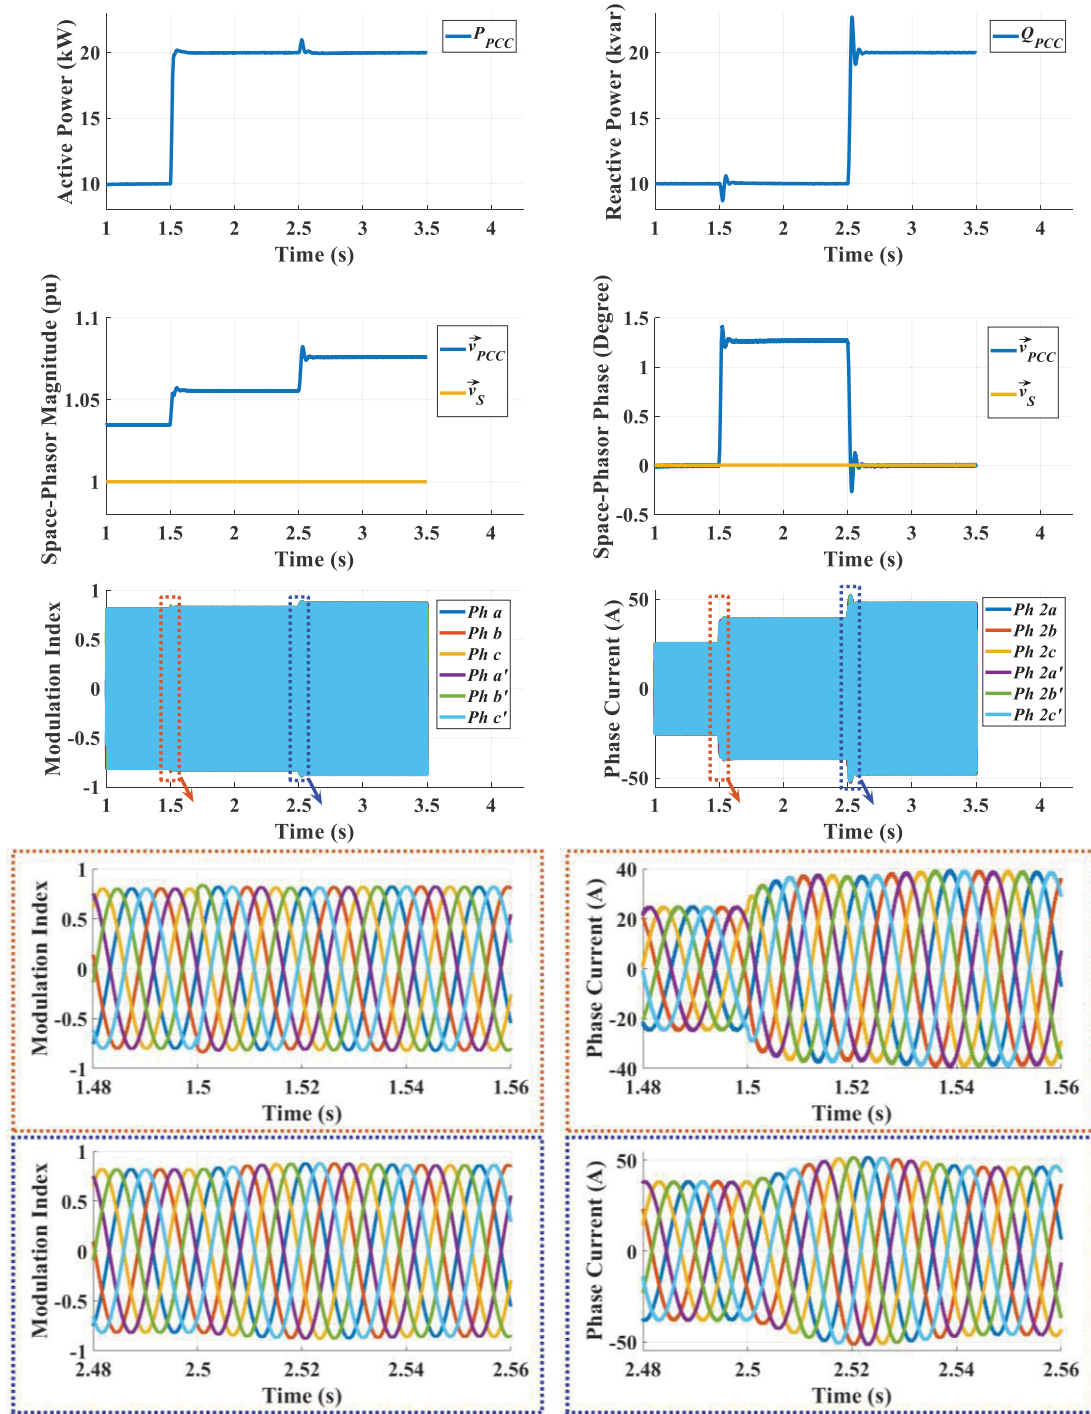 Active Power (kW)
20
15
10
P_PCC
1 1.5 2 2.5 3 3.5 4
Time (s)
Reactive Power (kvar)
20
15
10
Q_PCC
1 1.5 2 2.5 3 3.5 4
Time (s)
Space-Phasor Magnitude (pu)
1.1
1.05
1
v_PCC
v_S
1 1.5 2 2.5 3 3.5 4
Time (s)
Space-Phasor Phase (Degree)
1.5
1
0.5
0
-0.5
v_PCC
v_S
1 1.5 2 2.5 3 3.5 4
Time (s)
Modulation Index
1
0.5
0
-0.5
-1
Ph a
Ph b
Ph c
Ph a'
Ph b'
Ph c'
1 1.5 2 2.5 3 3.5 4
Time (s)
Phase Current (A)
50
0
-50
Ph 2a
Ph 2b
Ph 2c
Ph 2a'
Ph 2b'
Ph 2c'
1 1.5 2 2.5 3 3.5 4
Time (s)
Modulation Index
1
0.5
0
-0.5
-1
1.48 1.5 1.52 1.54 1.56
Time (s)
Phase Current (A)
40
20
0
-20
-40
1.48 1.5 1.52 1.54 1.56
Time (s)
Modulation Index
1
0.5
0
-0.5
-1
2.48 2.5 2.52 2.54 2.56
Time (s)
Phase Current (A)
50
0
-50
2.48 2.5 2.52 2.54 2.56
Time (s)